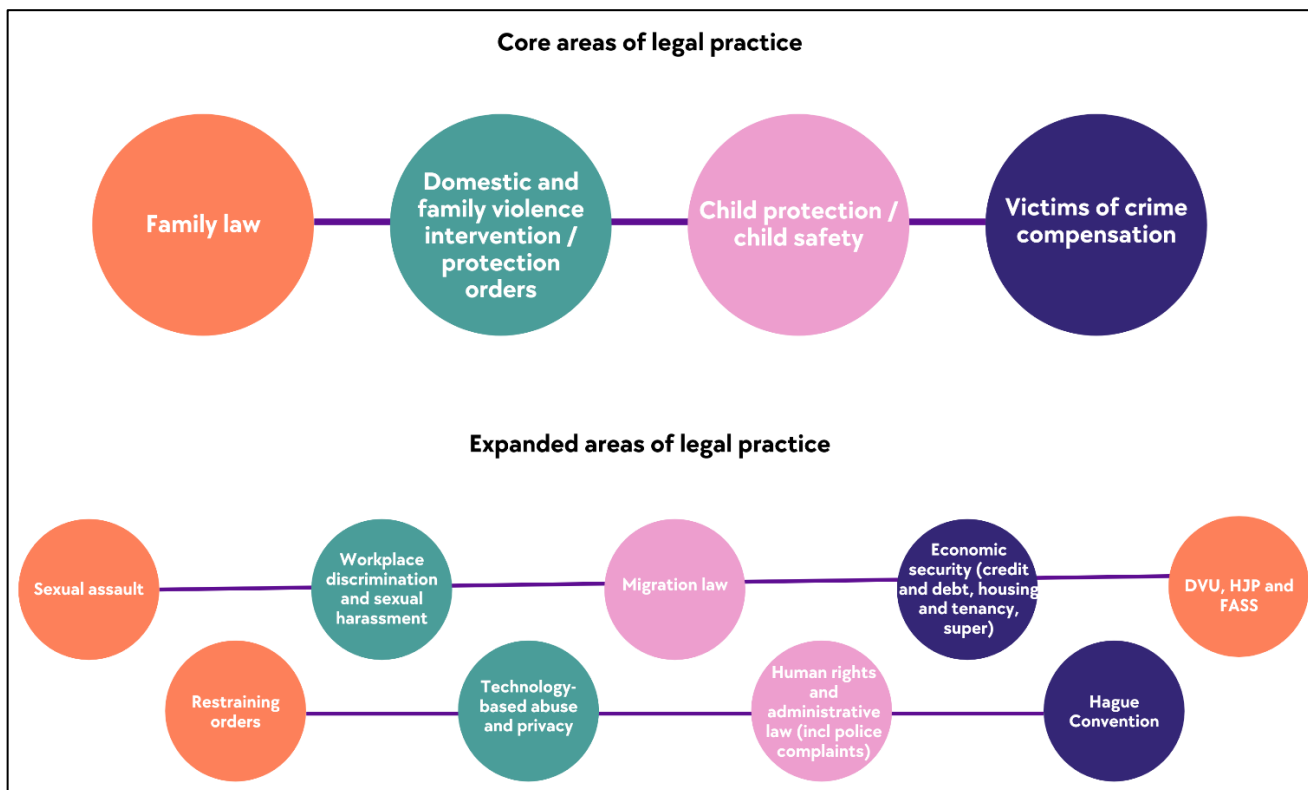 Core areas of legal practice
Family law
Domestic and
family violence
intervention /
protection
orders
Child protection /
child safety
Victims of crime
compensation
Expanded areas of legal practice
Sexual assault
Workplace
discrimination
and sexual
harassment
Migration law
Economic
security (credit
and debt, housing
and tenancy,
super)
DVU, HJP and
FASS
Restraining
orders
Technology-
based abuse
and privacy
Human rights
and
administrative
law (incl police
complaints)
Hague
Convention